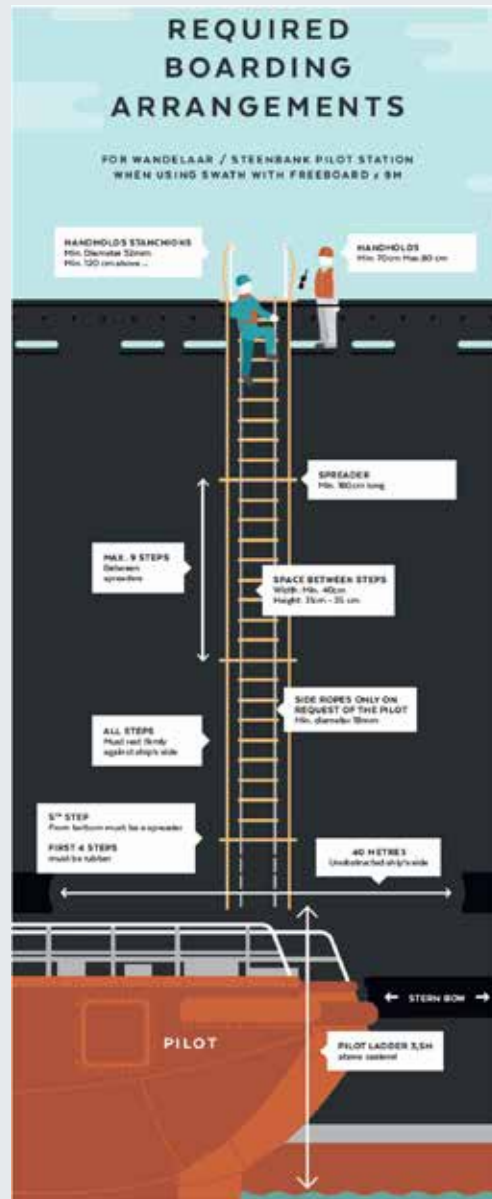 REQUIRED
BOARDING
ARRANGEMENTS
FOR WANDELAAR / STEENBANK PILOT STATION
WHEN USING SWATH WITH FREEBOARD ≤ 9M
HANDHOLDS STANCHIONS
Min. Diameter 32mm
Min. 120 cm above ...
HANDHOLDS
Min. 70cm Max. 80 cm
SPREADER
Min. 180cm long
MAX. 9 STEPS
Between
spreaders
SPACE BETWEEN STEPS
Width: Min. 40cm
Height: 31cm - 35 cm
SIDE ROPES ONLY ON
REQUEST OF THE PILOT
Min. diameter 18mm
ALL STEPS
Must rest firmly
against ship's side
5TH STEP
From bottom must be a spreader
FIRST 4 STEPS
must be rubber
40 METRES
Unobstructed ship's side
← STERN BOW →
PILOT
PILOT LADDER 3,5M
above